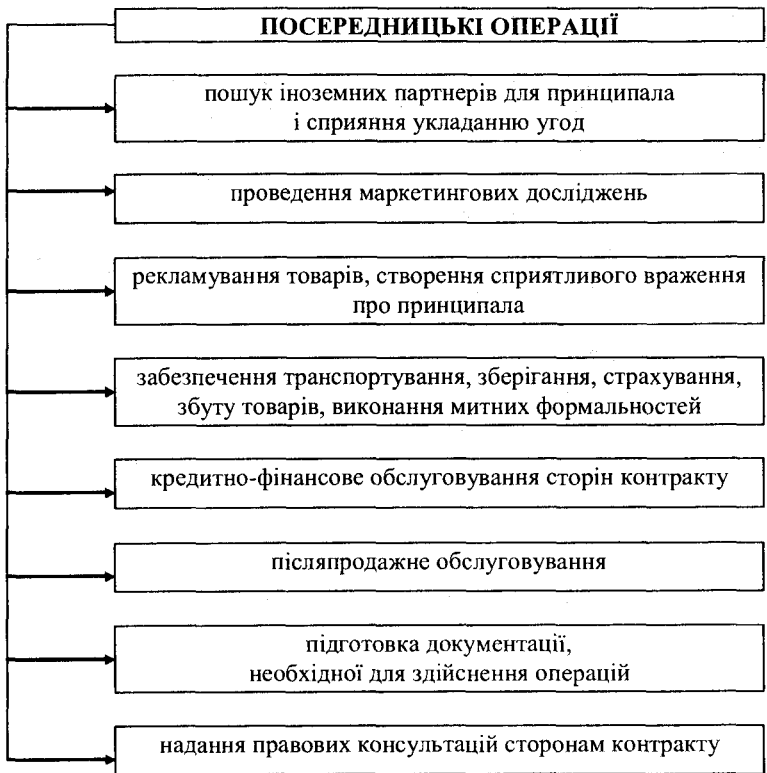 ПОСЕРЕДНИЦЬКІ ОПЕРАЦІЇ
пошук іноземних партнерів для принципала
і сприяння укладанню угод
проведення маркетингових досліджень
рекламування товарів, створення сприятливого враження
про принципала
забезпечення транспортування, зберігання, страхування,
збуту товарів, виконання митних формальностей
кредитно-фінансове обслуговування сторін контракту
післяпродажне обслуговування
підготовка документації,
необхідної для здійснення операцій
надання правових консультацій сторонам контракту